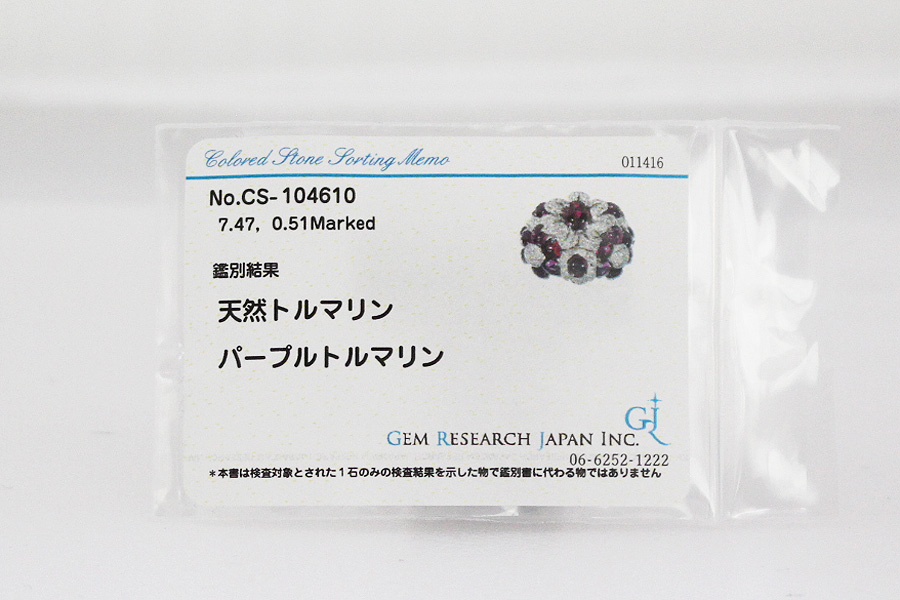 Colored Stone Sorting Memo
011416
No.CS-104610
7.47, 0.51Marked
鑑別結果
天然トルマリン
パープルトルマリン
GJR
GEM RESEARCH JAPAN INC.
06-6252-1222
*本書は検査対象とされた1石のみの検査結果を示した物で鑑別書に代わる物ではありません